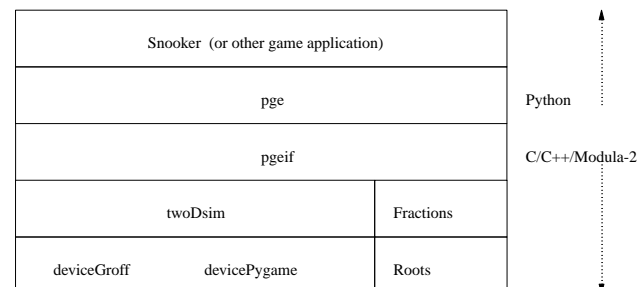 Snooker (or other game application)
pge
Python
pgeif
C/C++/Modula-2
twoDsim Fractions
deviceGroff devicePygame Roots